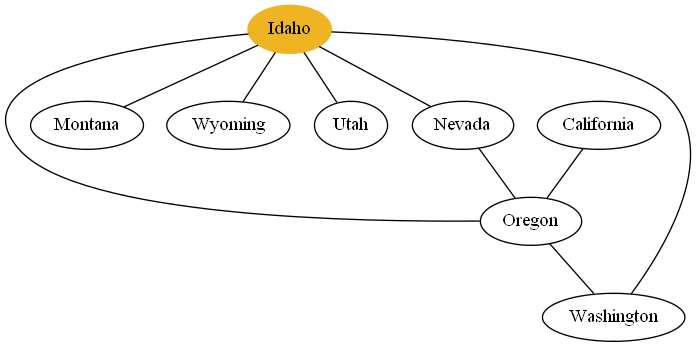 Idaho
Montana
Wyoming
Utah
Nevada
California
Oregon
Washington